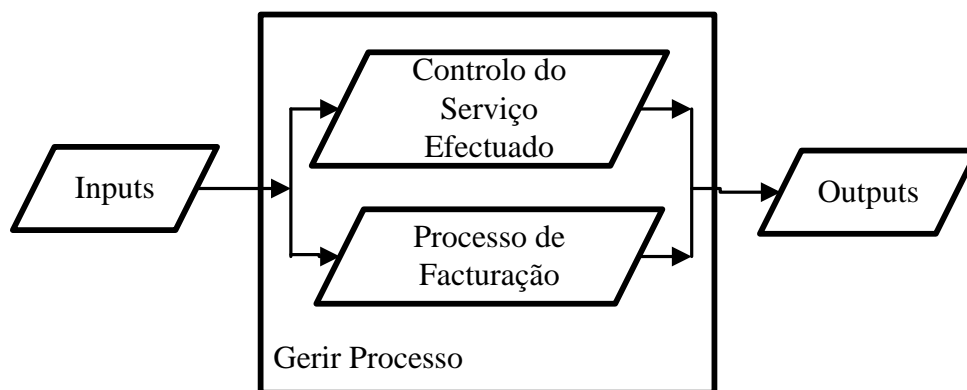 Inputs
Controlo do
Serviço
Efectuado
Processo de
Facturação
Outputs
Gerir Processo